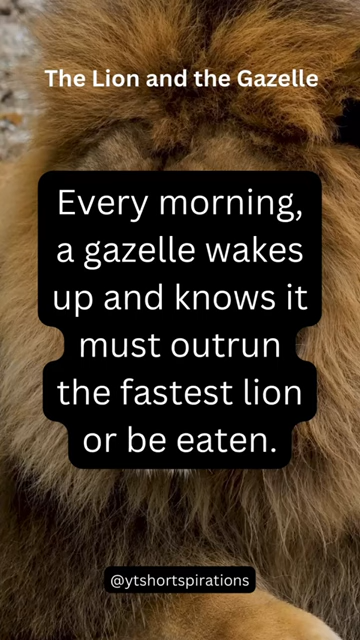 The Lion and the Gazelle
Every morning,
a gazelle wakes
up and knows it
must outrun
the fastest lion
or be eaten.
@ytshortspirations